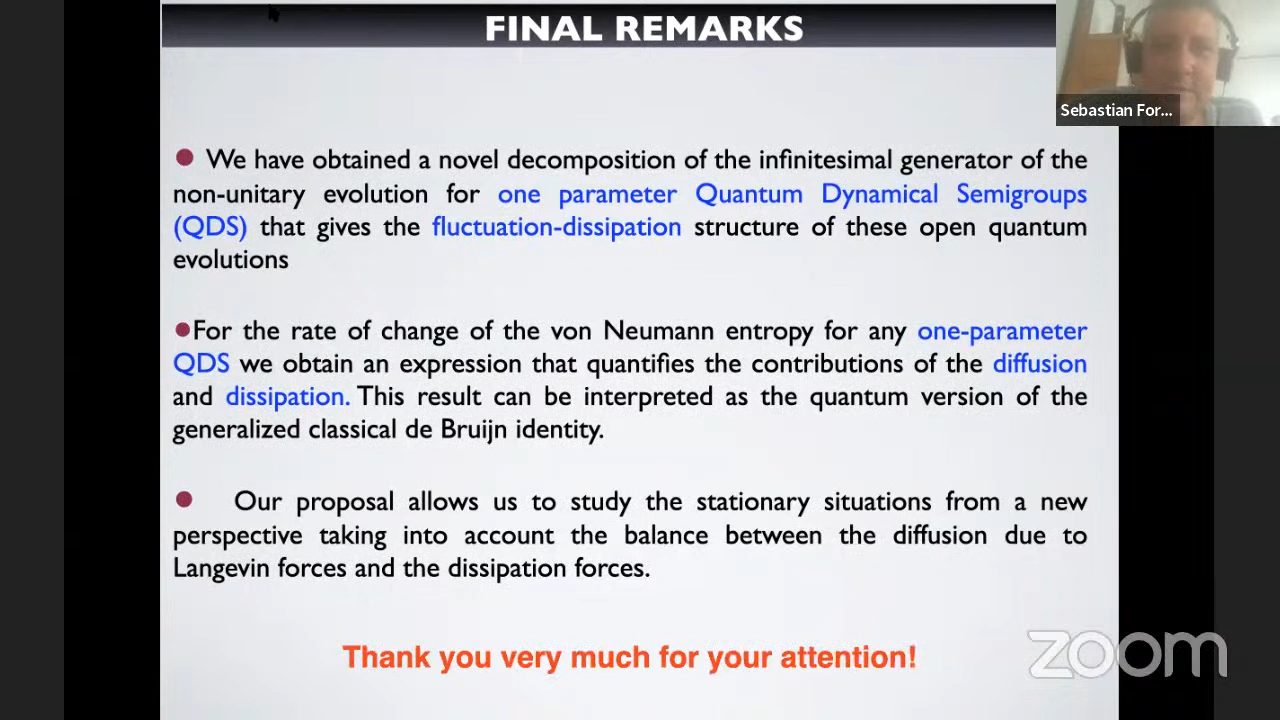 FINAL REMARKS
Sebastian For...
● We have obtained a novel decomposition of the infinitesimal generator of the
non-unitary evolution for one parameter Quantum Dynamical Semigroups
(QDS) that gives the fluctuation-dissipation structure of these open quantum
evolutions
●For the rate of change of the von Neumann entropy for any one-parameter
QDS we obtain an expression that quantifies the contributions of the diffusion
and dissipation. This result can be interpreted as the quantum version of the
generalized classical de Bruijn identity.
● Our proposal allows us to study the stationary situations from a new
perspective taking into account the balance between the diffusion due to
Langevin forces and the dissipation forces.
Thank you very much for your attention!
zoom